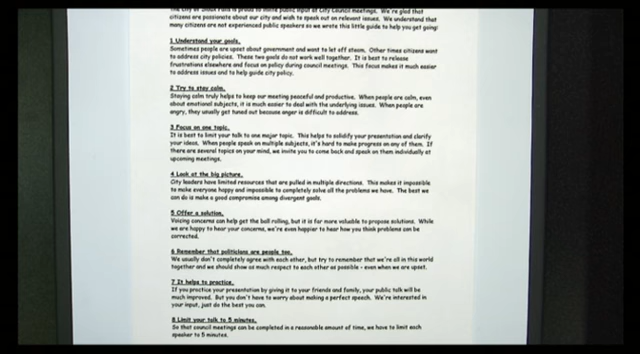 The City of Sioux Falls is proud to invite public input at City Council meetings. We're glad that
citizens are passionate about our city and wish to speak out on relevant issues. We understand that
many citizens are not experienced public speakers so we wrote this little guide to help you get going:
1 Understand your goals.
Sometimes people are upset about government and want to let off steam. Other times citizens want
to address city policies. These two goals do not work well together. It is best to release
frustrations elsewhere and focus on policy during council meetings. This focus makes it much easier
to address issues and to help guide city policy.
2 Try to stay calm.
Staying calm truly helps to keep our meeting peaceful and productive. When people are calm, even
about emotional subjects, it is much easier to deal with the underlying issues. When people are
angry, they usually get tuned out because anger is difficult to address.
3 Focus on one topic.
It is best to limit your talk to one major topic. This helps to solidify your presentation and clarify
your ideas. When people speak on multiple subjects, it's hard to make progress on any of them. If
there are several topics on your mind, we invite you to come back and speak on them individually at
upcoming meetings.
4 Look at the big picture.
City leaders have limited resources that are pulled in multiple directions. This makes it impossible
to make everyone happy and impossible to completely solve all the problems we have. The best we
can do is make a good compromise among divergent goals.
5 Offer a solution.
Voicing concerns can help get the ball rolling, but it is far more valuable to propose solutions. While
we are happy to hear your concerns, we're even happier to hear how you think problems can be
corrected.
6 Remember that politicians are people too.
We usually don't completely agree with each other, but try to remember that we're all in this world
together and we should show as much respect to each other as possible - even when we are upset.
7 It helps to practice.
If you practice your presentation by giving it to your friends and family, your public talk will be
much improved. But you don't have to worry about making a perfect speech. We're interested in
your input, just do the best you can.
8 Limit your talk to 5 minutes.
So that council meetings can be completed in a reasonable amount of time, we have to limit each
speaker to 5 minutes.